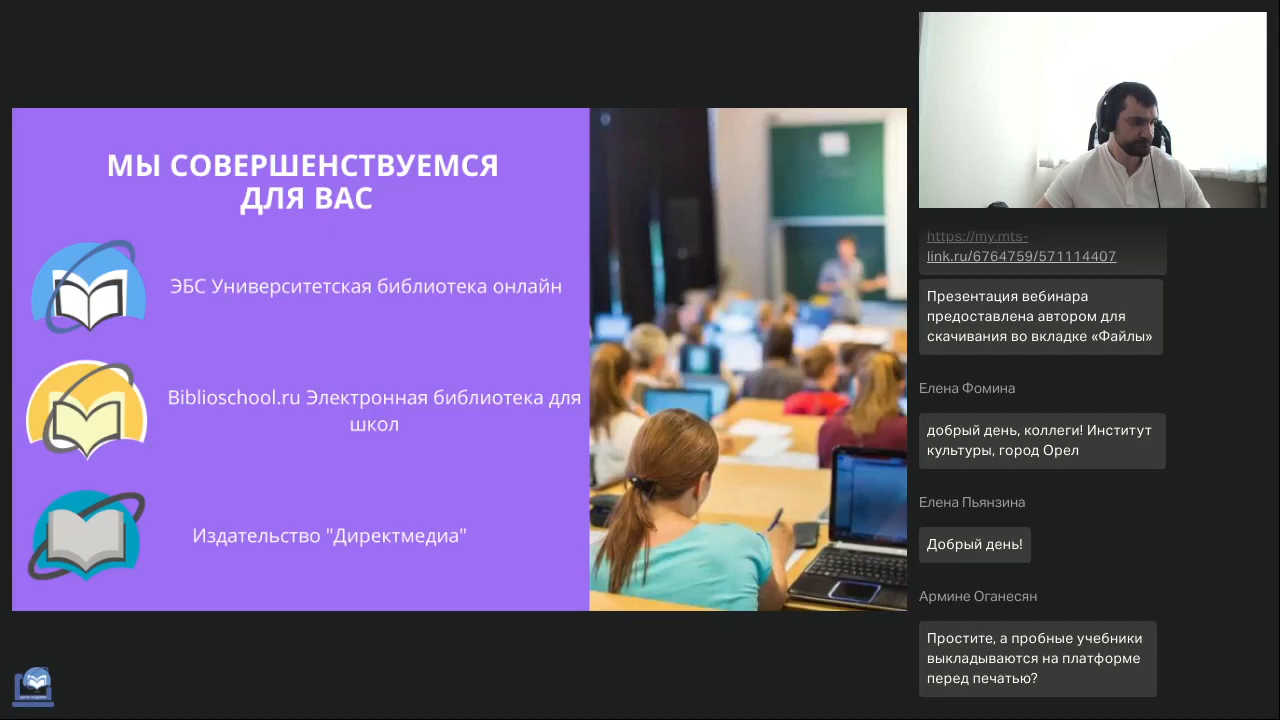 МЫ СОВЕРШЕНСТВУЕМСЯ
ДЛЯ ВАС
ЭБС Университетская библиотека онлайн
Biblioschool.ru Электронная библиотека для
школ
Издательство "Директмедиа"
https://my.mts-
link.ru/6764759/571114407
Презентация вебинара
предоставлена автором для
скачивания во вкладке «Файлы»
Елена Фомина
добрый день, коллеги! Институт
культуры, город Орел
Елена Пьянзина
Добрый день!
Армине Оганесян
Простите, а пробные учебники
выкладываются на платформе
перед печатью?